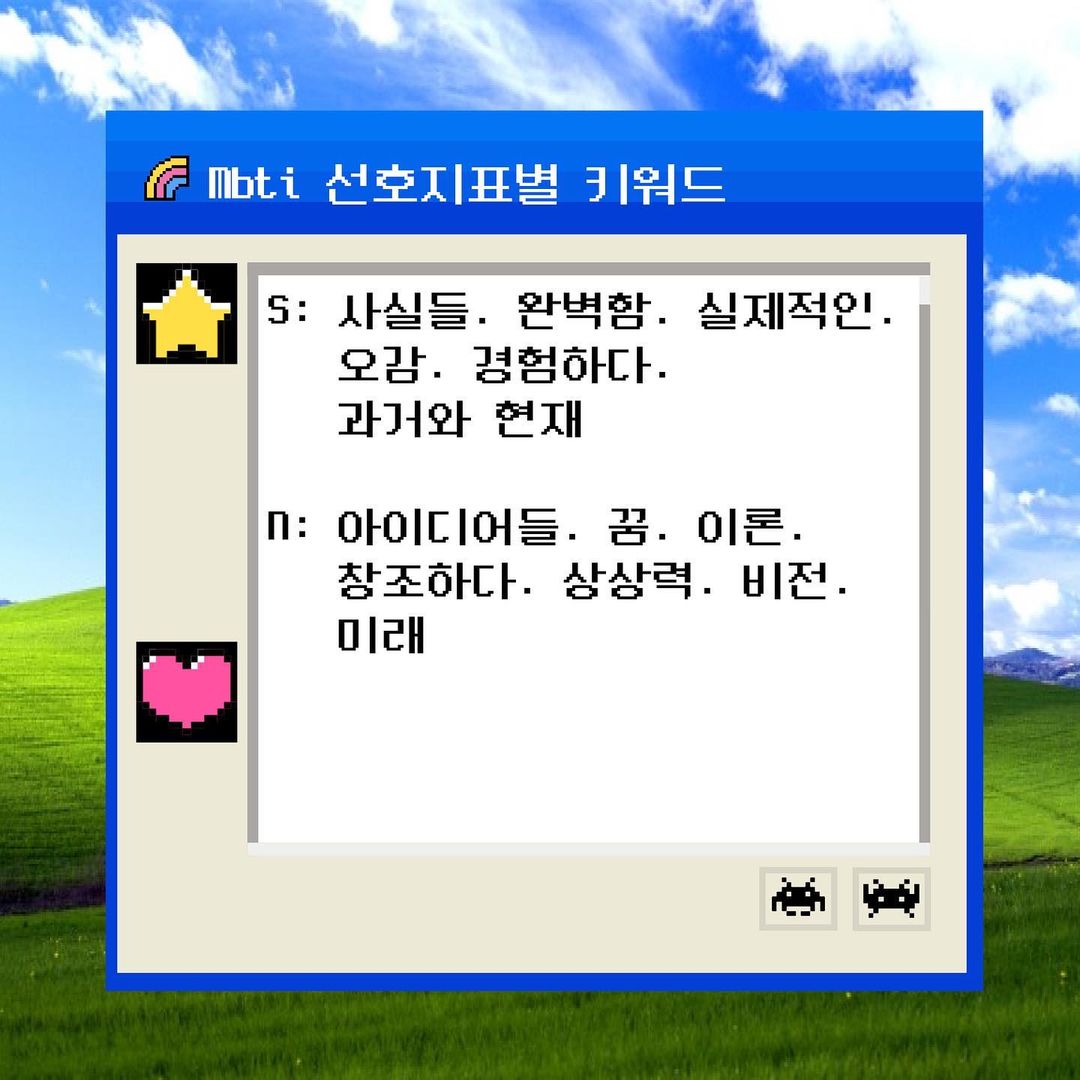 Mbti 선호지표별 키워드
S: 사실들. 완벽함. 실제적인.
오감. 경험하다.
과거와 현재
N: 아이디어들. 꿈. 이론.
창조하다. 상상력. 비전.
미래